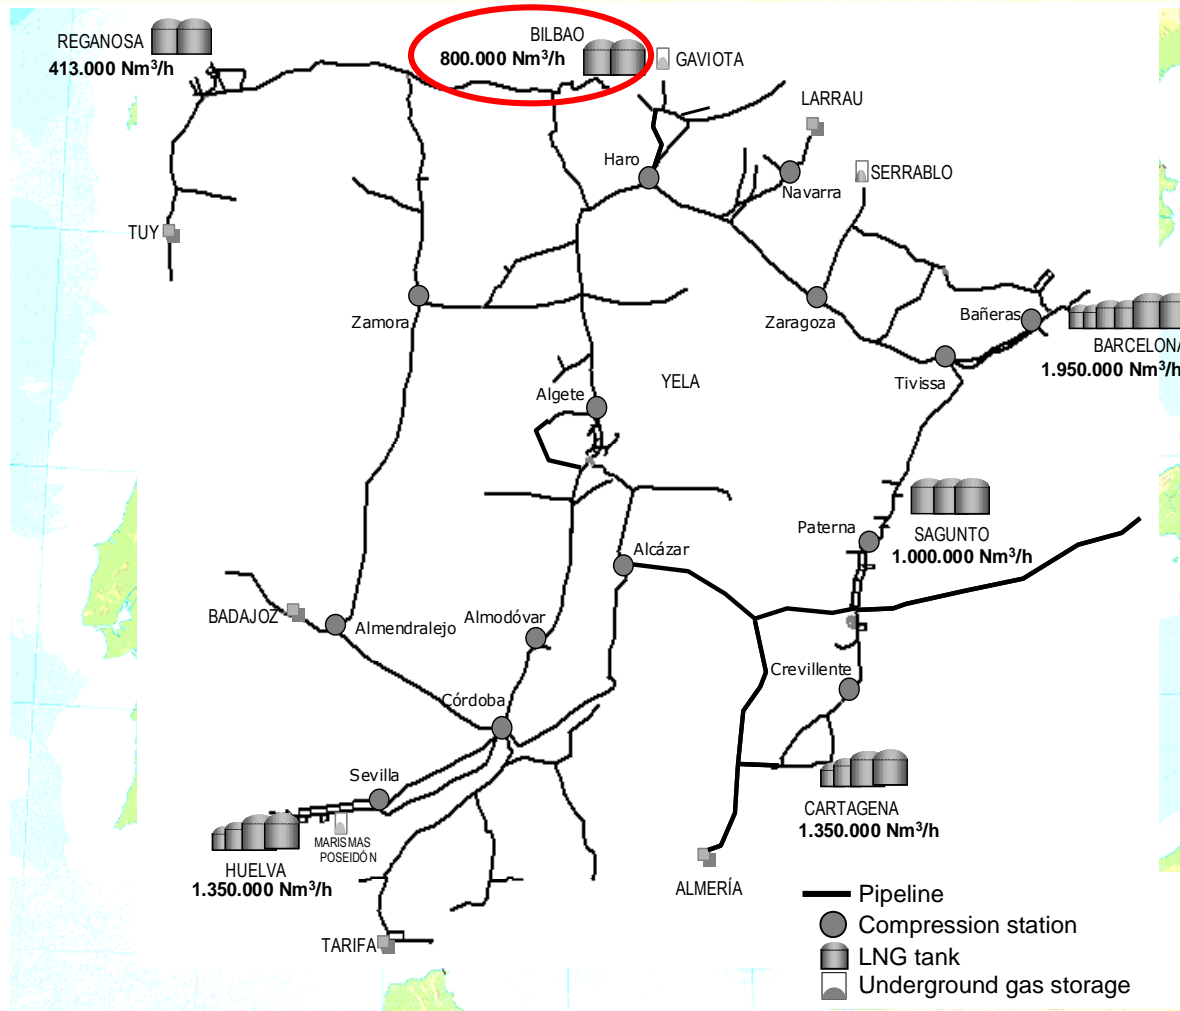 REGANOSA
413.000 Nm³/h
BILBAO
800.000 Nm³/h
GAVIOTA
LARRAU
Haro
Navarra
SERRABLO
TUY
Zamora
Zaragoza
Bañeras
BARCELONA
1.950.000 Nm³/h
Tivissa
YELA
Algete
SAGUNTO
1.000.000 Nm³/h
Paterna
Alcázar
BADAJOZ
Almendralejo
Almodóvar
Crevillente
Córdoba
Sevilla
MARISMAS
POSEIDÓN
HUELVA
1.350.000 Nm³/h
CARTAGENA
1.350.000 Nm³/h
ALMERÍA
TARIFA
Pipeline
Compression station
LNG tank
Underground gas storage